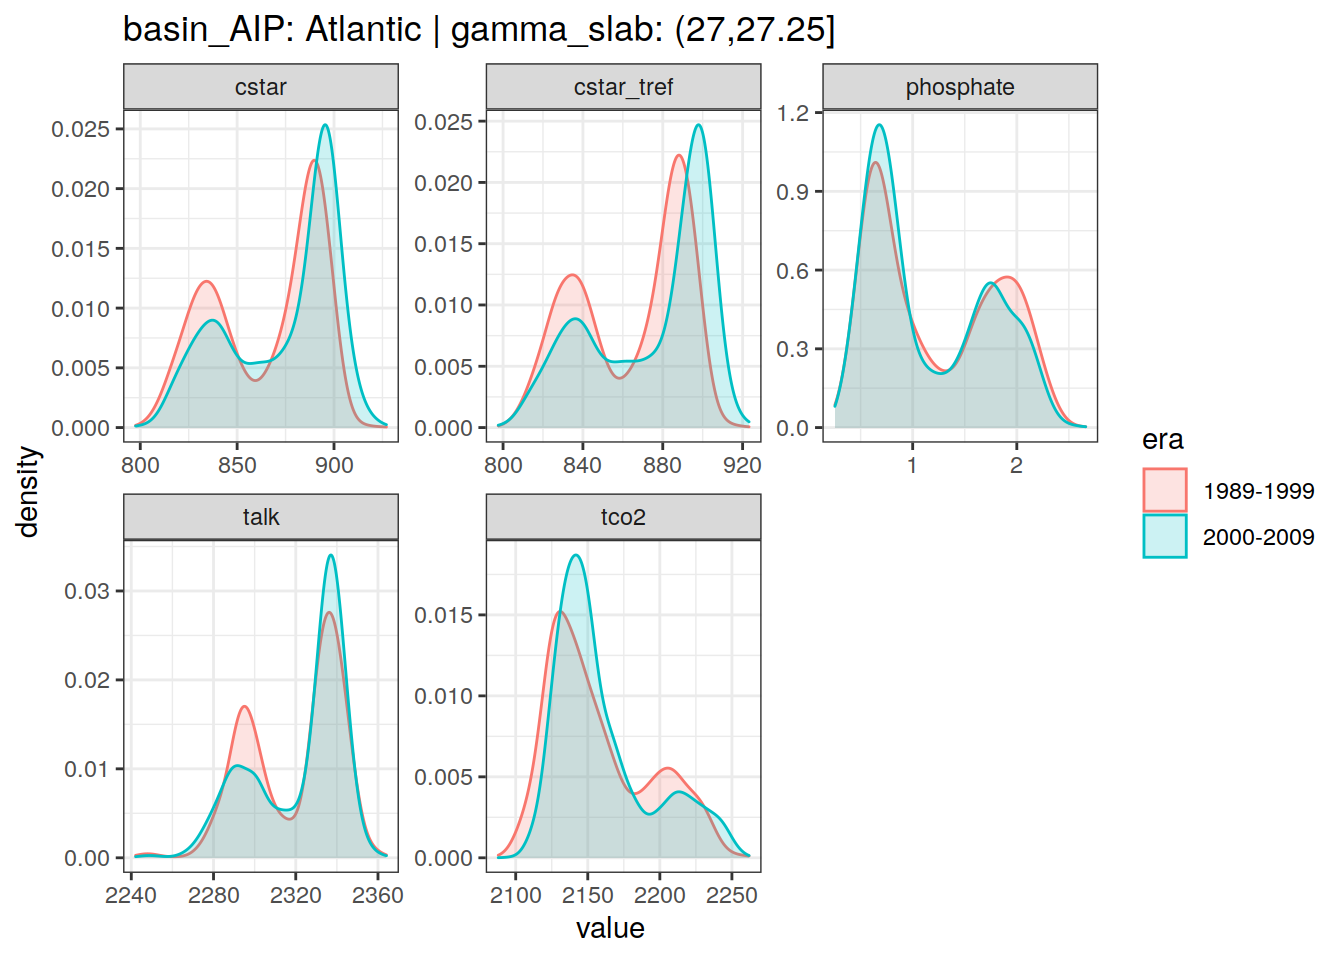 basin_AIP: Atlantic | gamma_slab: (27,27.25]
cstar
cstar_tref
phosphate
0.025
0.020
0.015
0.010
0.005
0.000
800 850 900
0.025
0.020
0.015
0.010
0.005
0.000
800 840 880 920
1.2
0.9
0.6
0.3
0.0
1 2
density
talk
tco2
0.03
0.02
0.01
0.00
2240 2280 2320 2360
0.015
0.010
0.005
0.000
2100 2150 2200 2250
value
era
1989-1999
2000-2009